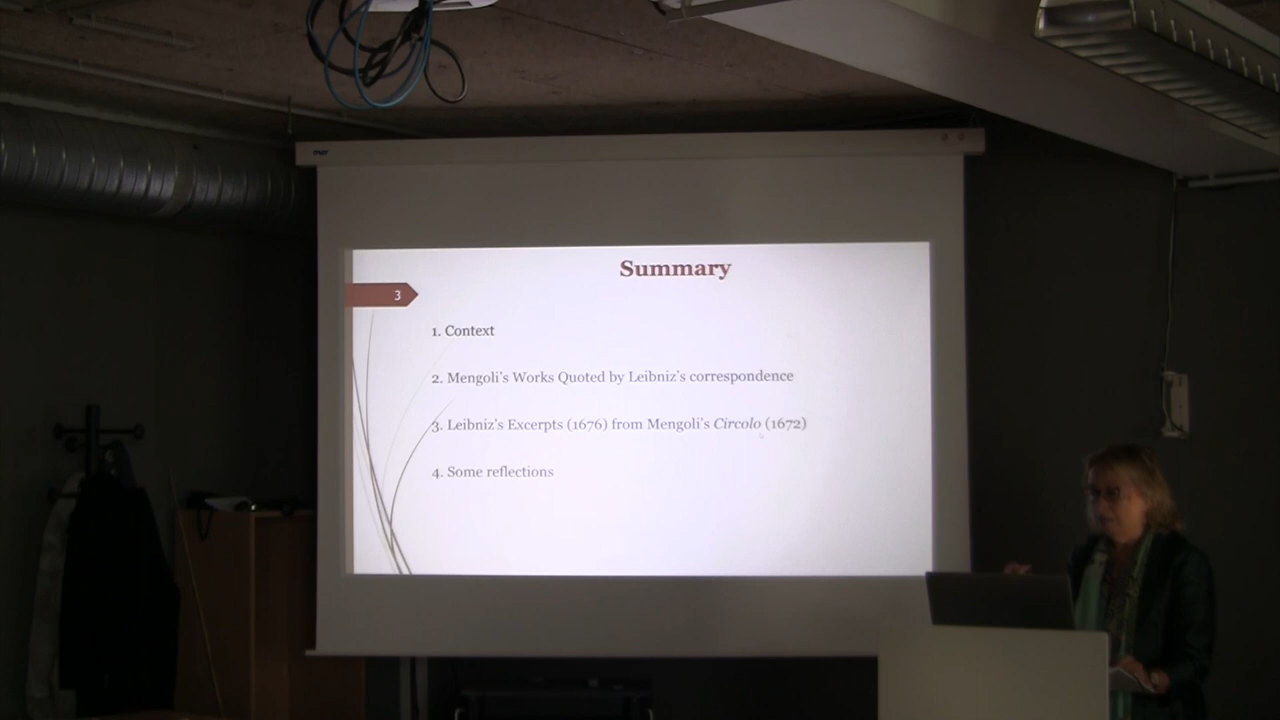 Summary
3
1. Context
2. Mengoli's Works Quoted by Leibniz's correspondence
3. Leibniz's Excerpts (1676) from Mengoli's Circolo (1672)
4. Some reflections